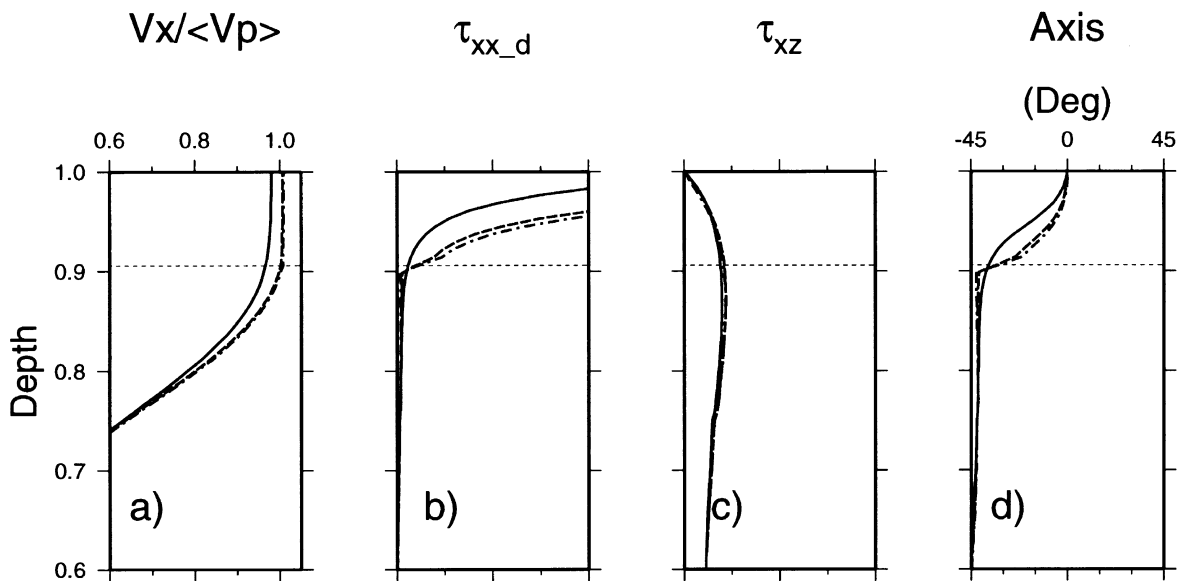 Vx/<Vp> τxx_d τxz Axis
(Deg)
0.6 0.8 1.0 -45 0 45
1.0
0.9
0.8
0.7
0.6
Depth
a) b) c) d)